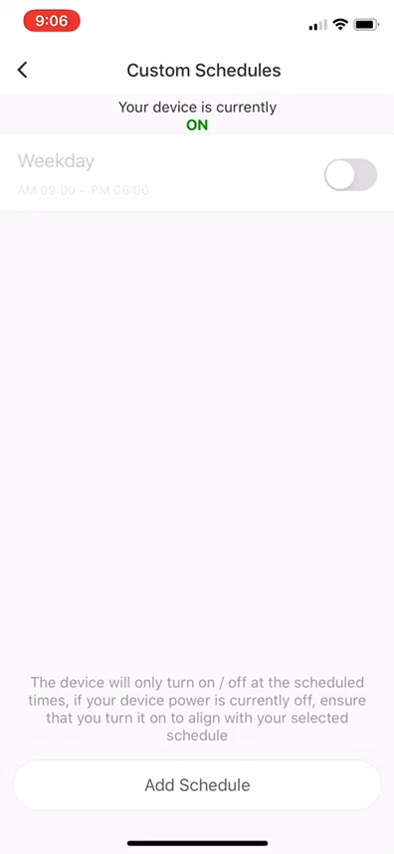 9:06
Custom Schedules
Your device is currently
ON
Weekday
AM 09:00 ~ PM 06:00
The device will only turn on / off at the scheduled
times, if your device power is currently off, ensure
that you turn it on to align with your selected
schedule
Add Schedule